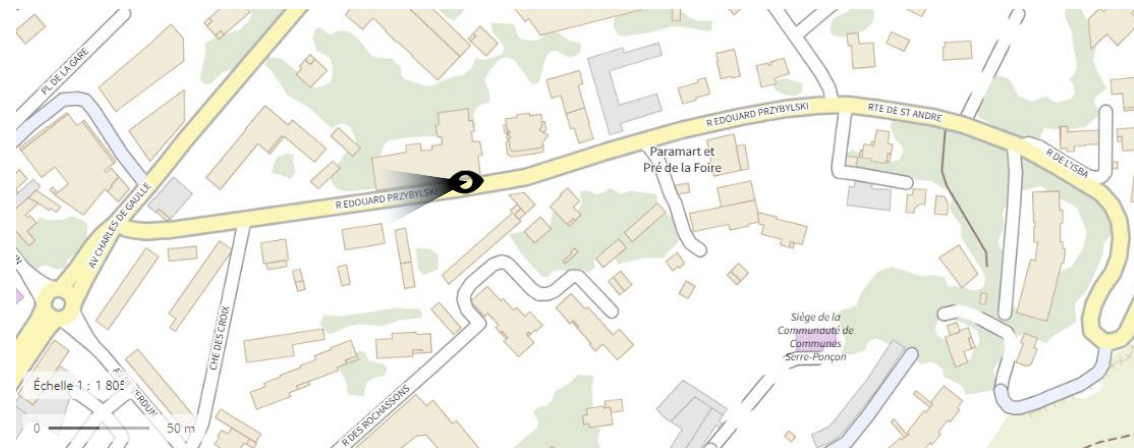 PL DE LA GARE
R EDOUARD PRZYBYLSKI
RTE DE ST ANDRE
Paramart et
Pré de la Foire
R DE L'ISBA
R EDOUARD PRZYBYLSKI
AV CHARLES DE GAULLE
CHE DES CROIX
Siège de la
Communauté de
Communes
Serre-Ponçon
Échelle 1 : 1 805
0 50 m
R DES ROCHASSONS